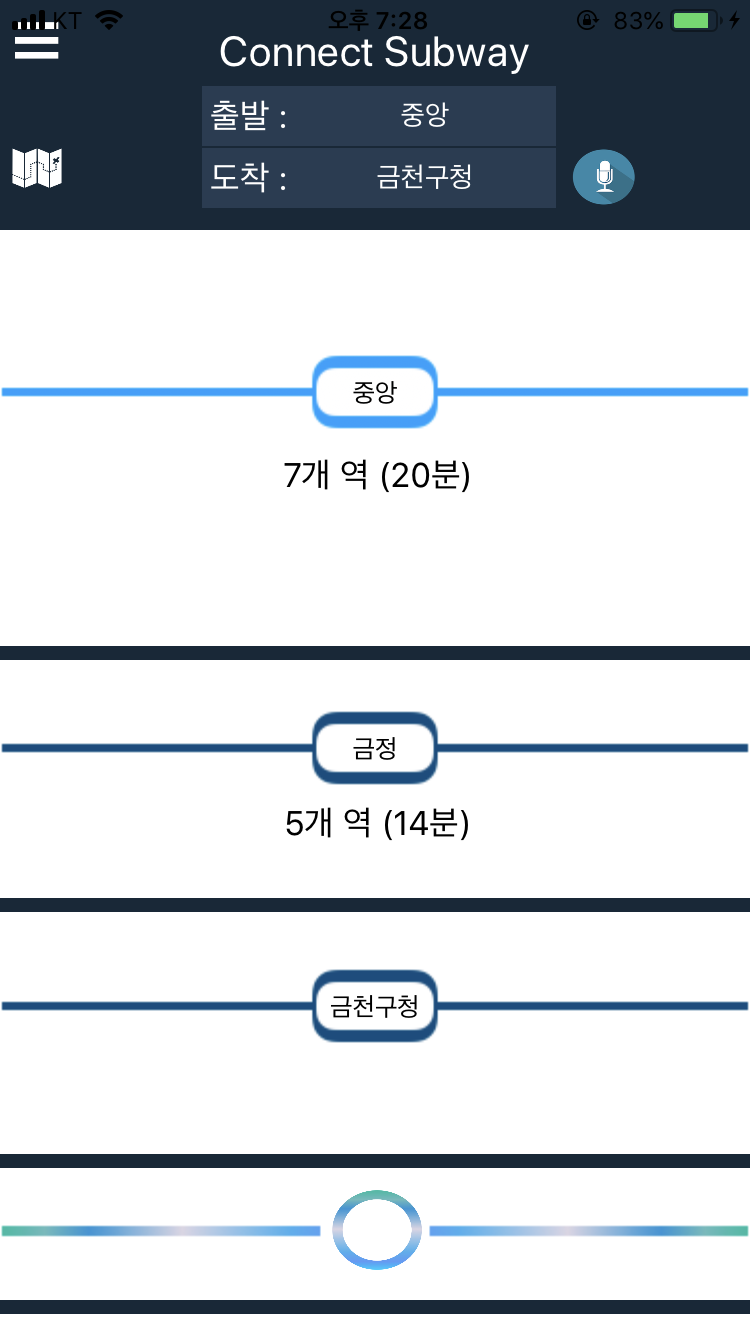 KT 오후 7:28 83%
Connect Subway
출발 : 중앙
도착 : 금천구청
중앙
7개 역 (20분)
금정
5개 역 (14분)
금천구청